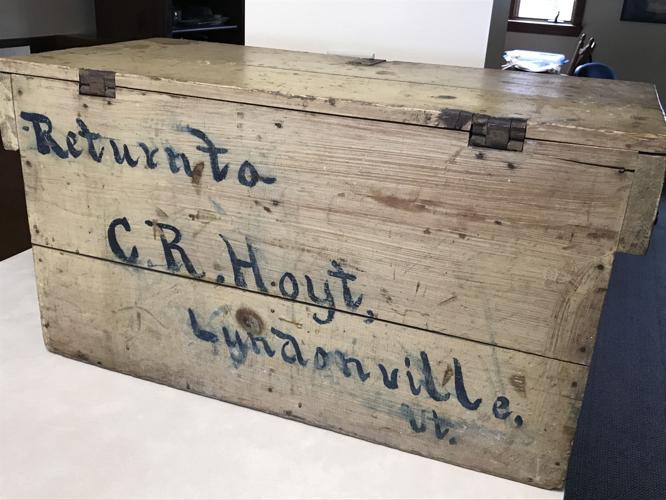 Return to
C. R. Hoyt,
Lyndonville,
Vt.